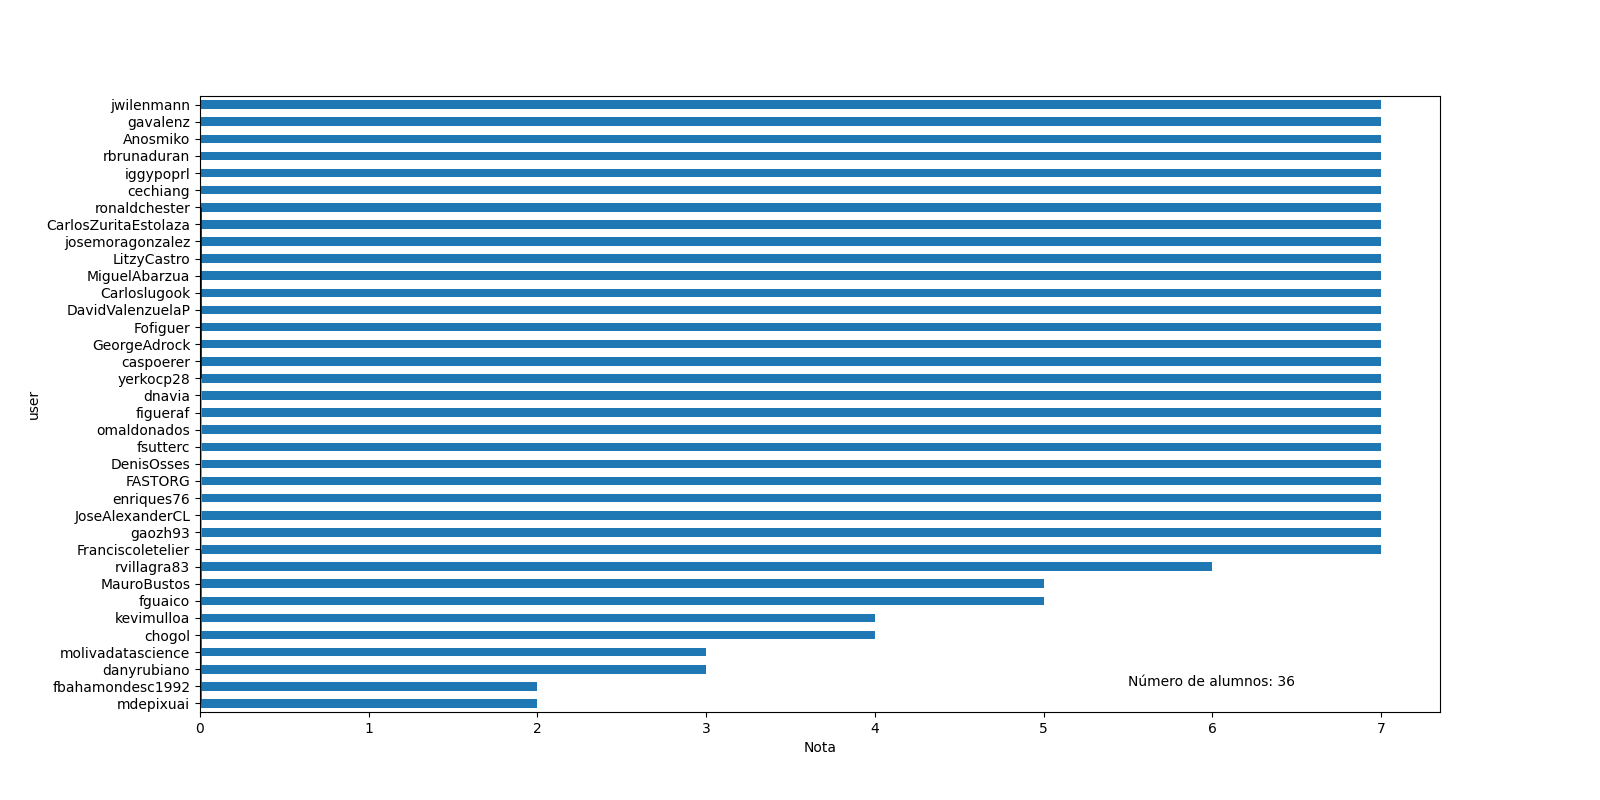 jwilenmann
gavalenz
Anosmiko
rbrunaduran
iggypoprl
cechiang
ronaldchester
CarlosZuritaEstolaza
josemoragonzalez
LitzyCastro
MiguelAbarzua
Carloslugook
DavidValenzuelaP
Fofiguer
GeorgeAdrock
caspoerer
yerkocp28
dnavia
figueraf
omaldonados
fsutterc
DenisOsses
FASTORG
enriques76
JoseAlexanderCL
gaozh93
Franciscoletelier
rvillagra83
MauroBustos
fguaico
kevimulloa
chogol
molivadatascience
danyrubiano
fbahamondesc1992
mdepixuai
user
Número de alumnos: 36
0 1 2 3 4 5 6 7
Nota